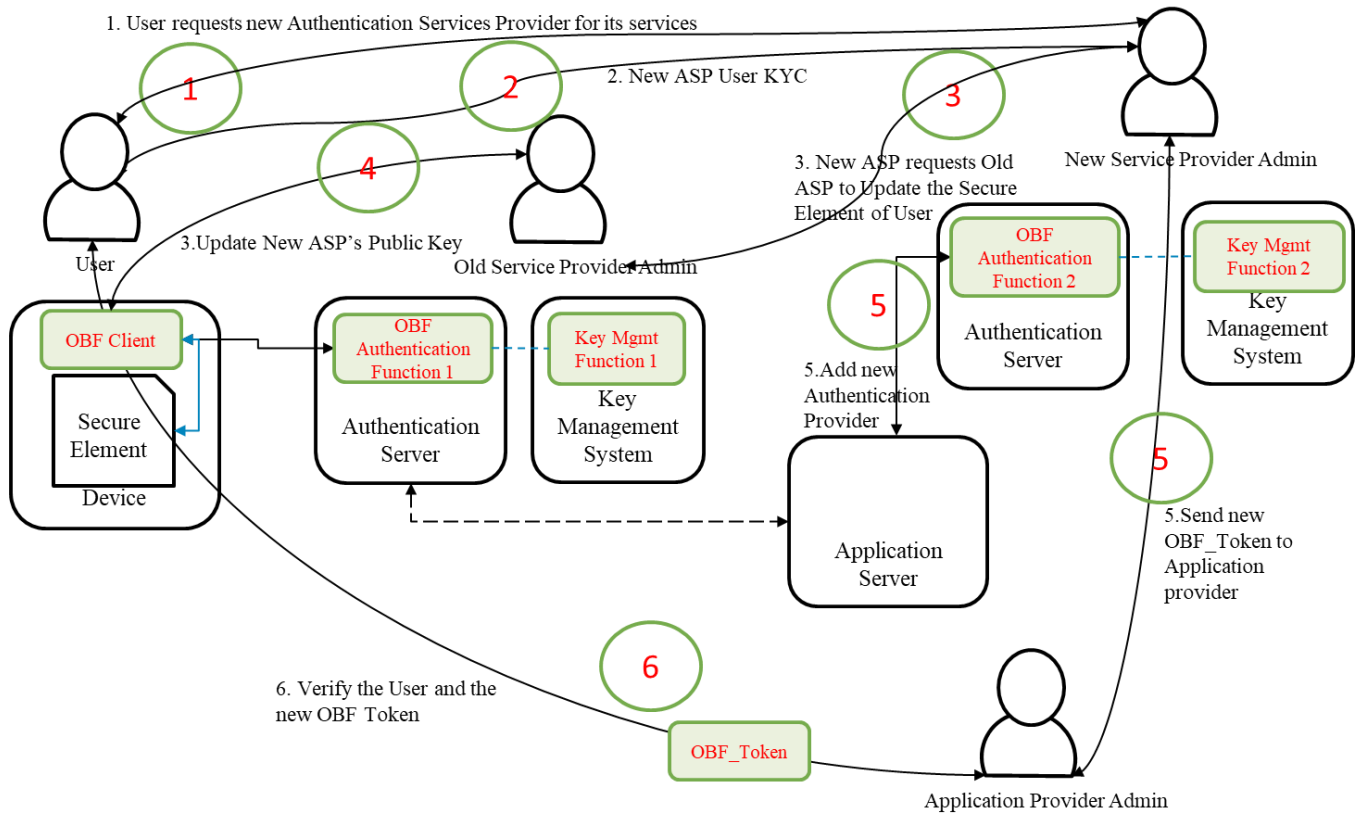 1. User requests new Authentication Services Provider for its services
1
2
2. New ASP User KYC
3
4
New Service Provider Admin
3. New ASP requests Old
ASP to Update the Secure
Element of User
3.Update New ASP's Public Key
User
Old Service Provider Admin
OBF
Authentication
Function 2
Authentication
Server
Key Mgmt
Function 2
Key
Management
System
OBF Client
Secure
Element
Device
OBF
Authentication
Function 1
Authentication
Server
Key Mgmt
Function 1
Key
Management
System
5
5.Add new
Authentication
Provider
Application
Server
5
5.Send new
OBF_Token to
Application
provider
6
6. Verify the User and the
new OBF Token
OBF_Token
Application Provider Admin